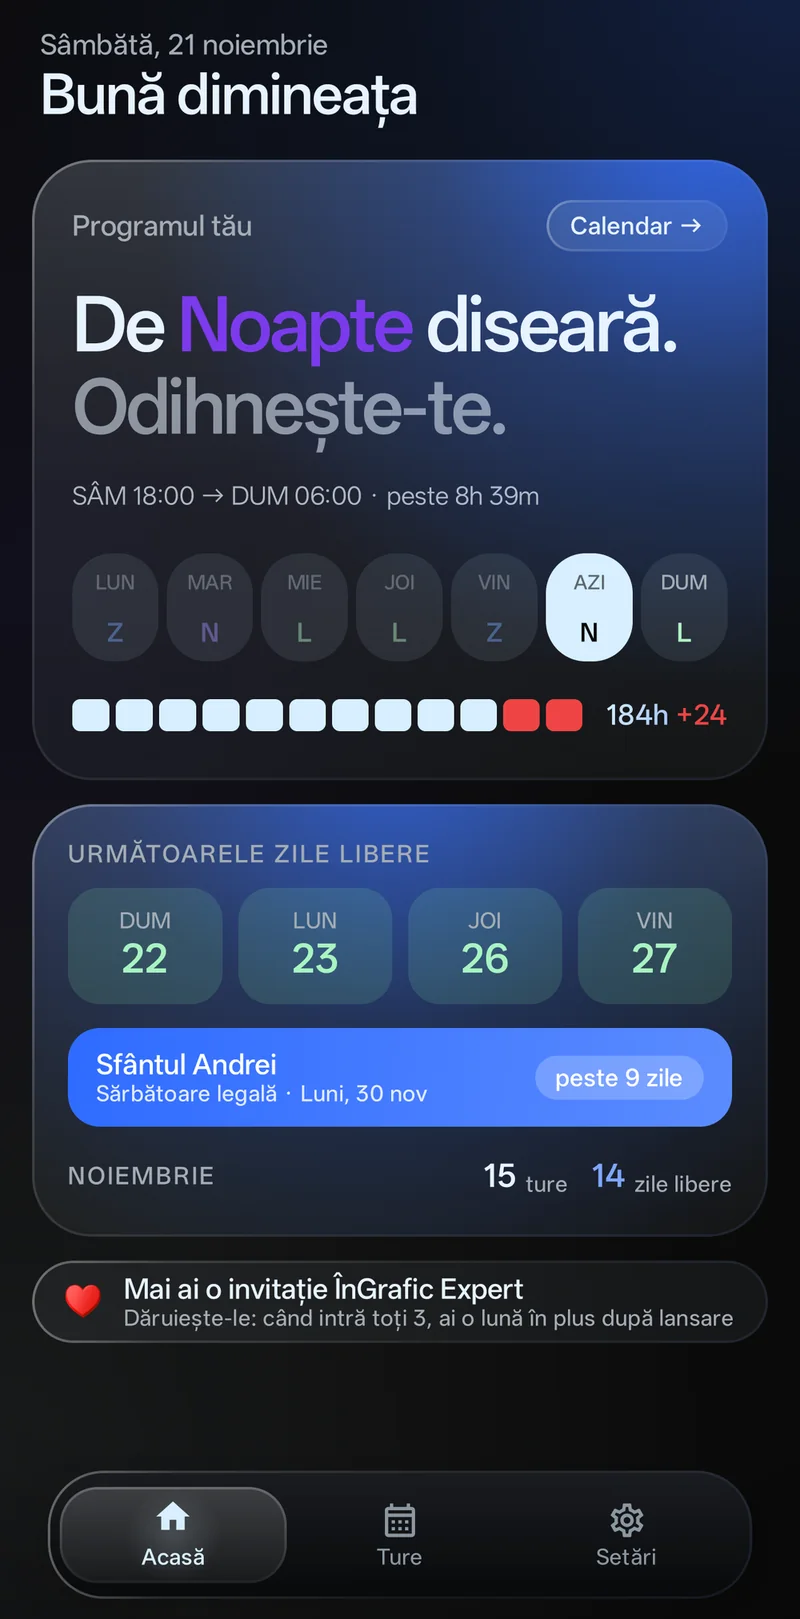 Sâmbătă, 21 noiembrie
Bună dimineața
Programul tău
Calendar →
De Noapte diseară.
Odihnește-te.
SÂM 18:00 → DUM 06:00 · peste 8h 39m
LUN MAR MIE JOI VIN AZI DUM
Z N L L Z N L
184h +24
URMĂTOARELE ZILE LIBERE
DUM LUN JOI VIN
22 23 26 27
Sfântul Andrei
Sărbătoare legală · Luni, 30 nov
peste 9 zile
NOIEMBRIE 15 ture 14 zile libere
Mai ai o invitație ÎnGrafic Expert
Dăruiește-le: când intră toți 3, ai o lună în plus după lansare
Acasă Ture Setări